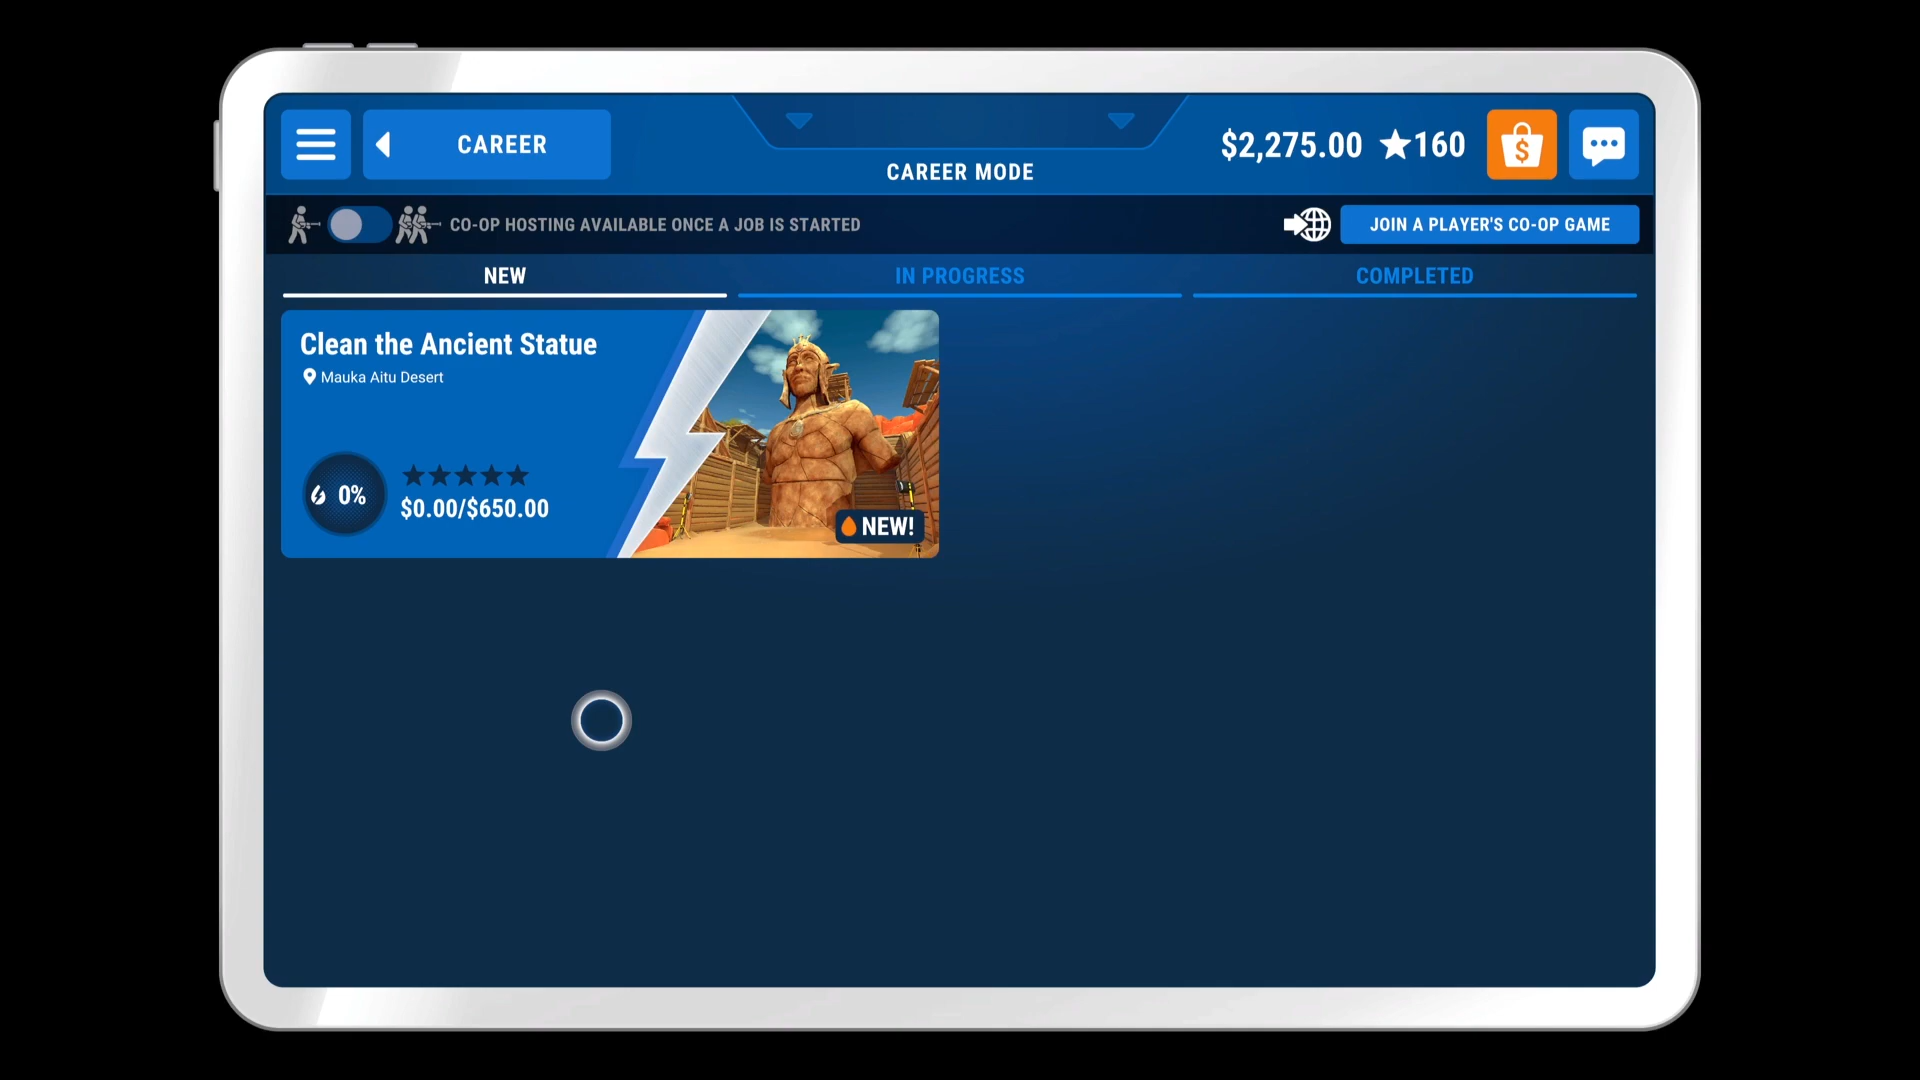 CAREER
CAREER MODE
$2,275.00 ★160
CO-OP HOSTING AVAILABLE ONCE A JOB IS STARTED
JOIN A PLAYER'S CO-OP GAME
NEW
IN PROGRESS
COMPLETED
Clean the Ancient Statue
Mauka Aitu Desert
0%
$0.00/$650.00
NEW!